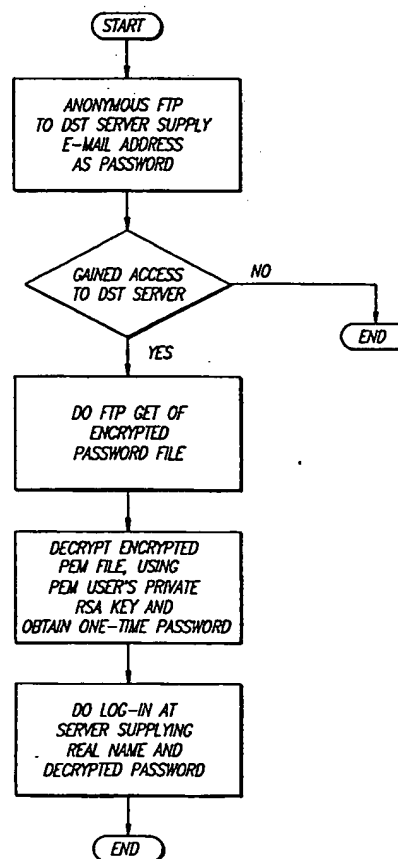 START
ANONYMOUS FTP
TO DST SERVER SUPPLY
E-MAIL ADDRESS
AS PASSWORD
GAINED ACCESS
TO DST SERVER
NO
END
YES
DO FTP GET OF
ENCRYPTED
PASSWORD FILE
DECRYPT ENCRYPTED
PEM FILE, USING
PEM USER'S PRIVATE
RSA KEY AND
OBTAIN ONE-TIME PASSWORD
DO LOG-IN AT
SERVER SUPPLYING
REAL NAME AND
DECRYPTED PASSWORD
END